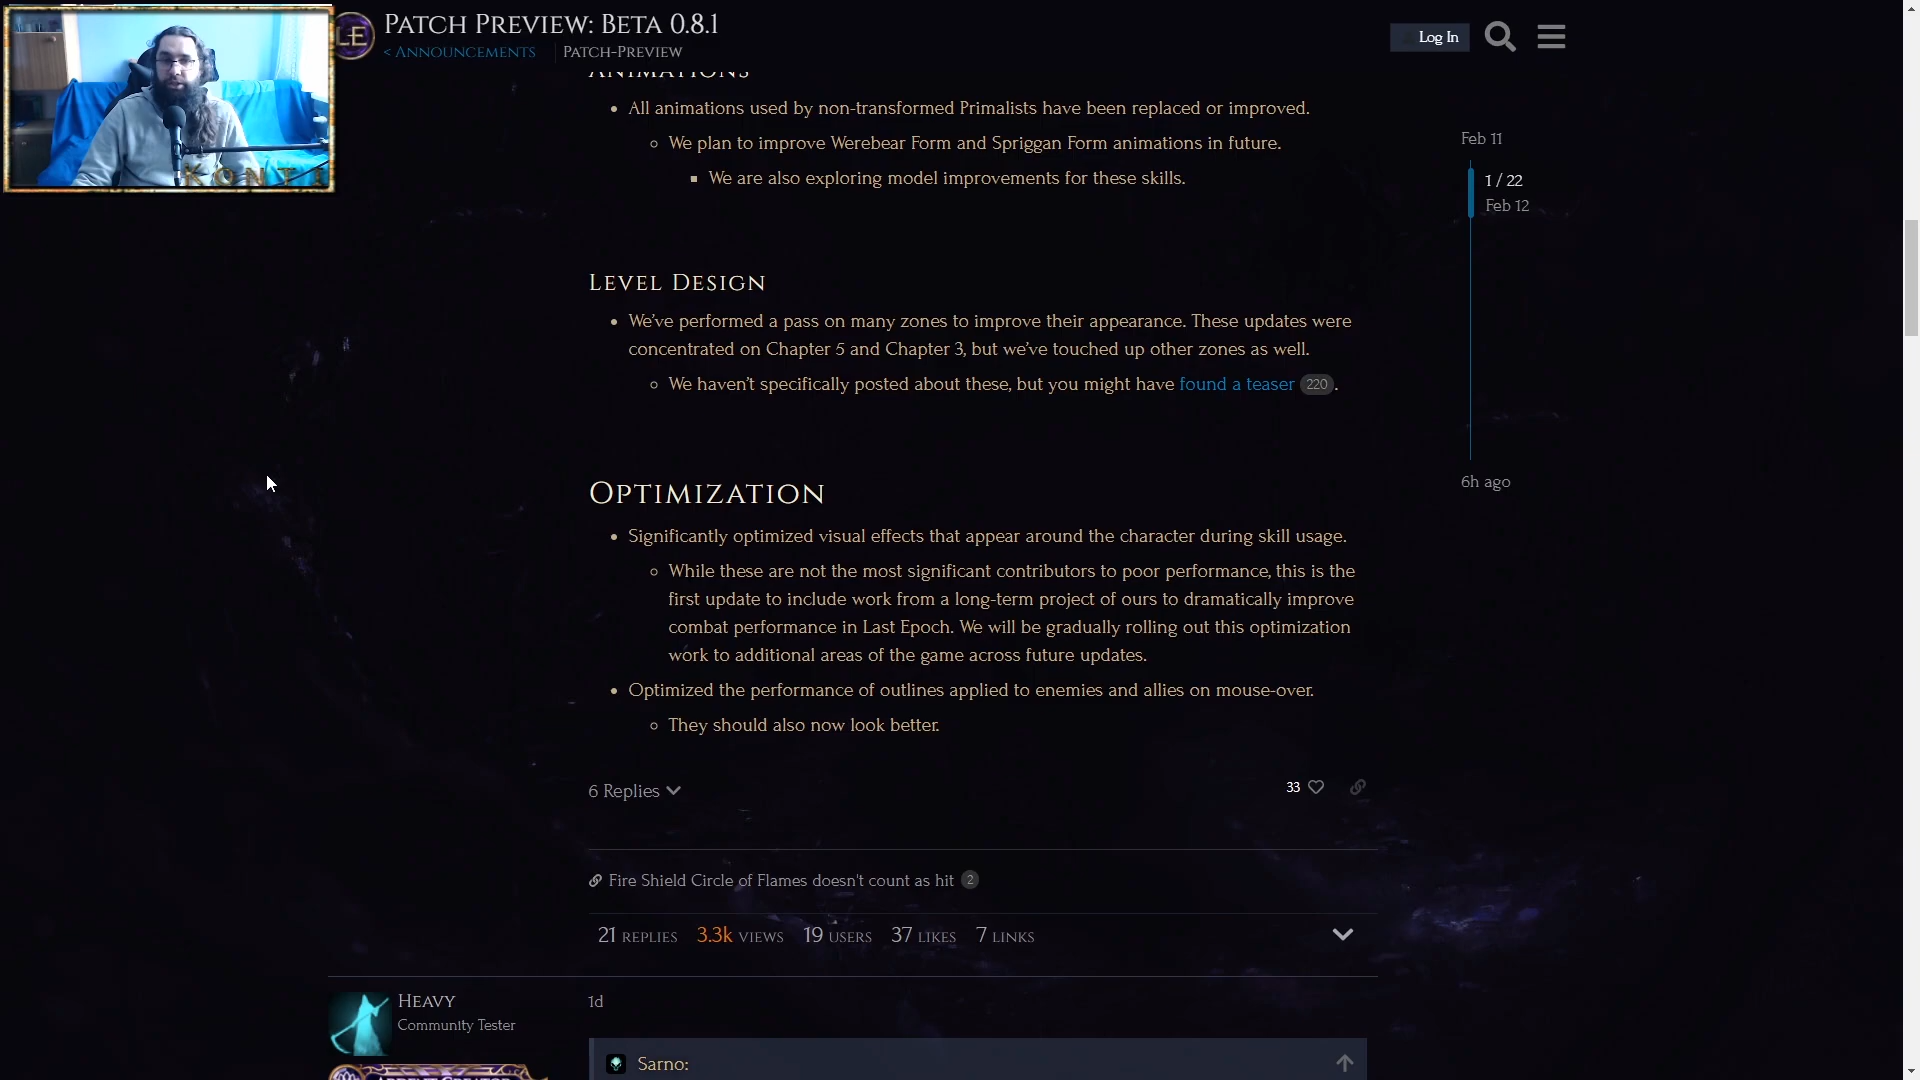 LE
Patch Preview: Beta 0.8.1
< Announcements
Patch-Preview
Log In
KONT
Animations
All animations used by non-transformed Primalists have been replaced or improved.
We plan to improve Werebear Form and Spriggan Form animations in future.
We are also exploring model improvements for these skills.
Feb 11
1 / 22
Feb 12
Level Design
We've performed a pass on many zones to improve their appearance. These updates were
concentrated on Chapter 5 and Chapter 3, but we've touched up other zones as well.
We haven't specifically posted about these, but you might have found a teaser 220.
6h ago
Optimization
Significantly optimized visual effects that appear around the character during skill usage.
While these are not the most significant contributors to poor performance, this is the
first update to include work from a long-term project of ours to dramatically improve
combat performance in Last Epoch. We will be gradually rolling out this optimization
work to additional areas of the game across future updates.
Optimized the performance of outlines applied to enemies and allies on mouse-over.
They should also now look better.
6 Replies
33
Fire Shield Circle of Flames doesn't count as hit 2
21 replies 3.3k views 19 users 37 likes 7 links
Heavy
Community Tester
1d
Sarno: